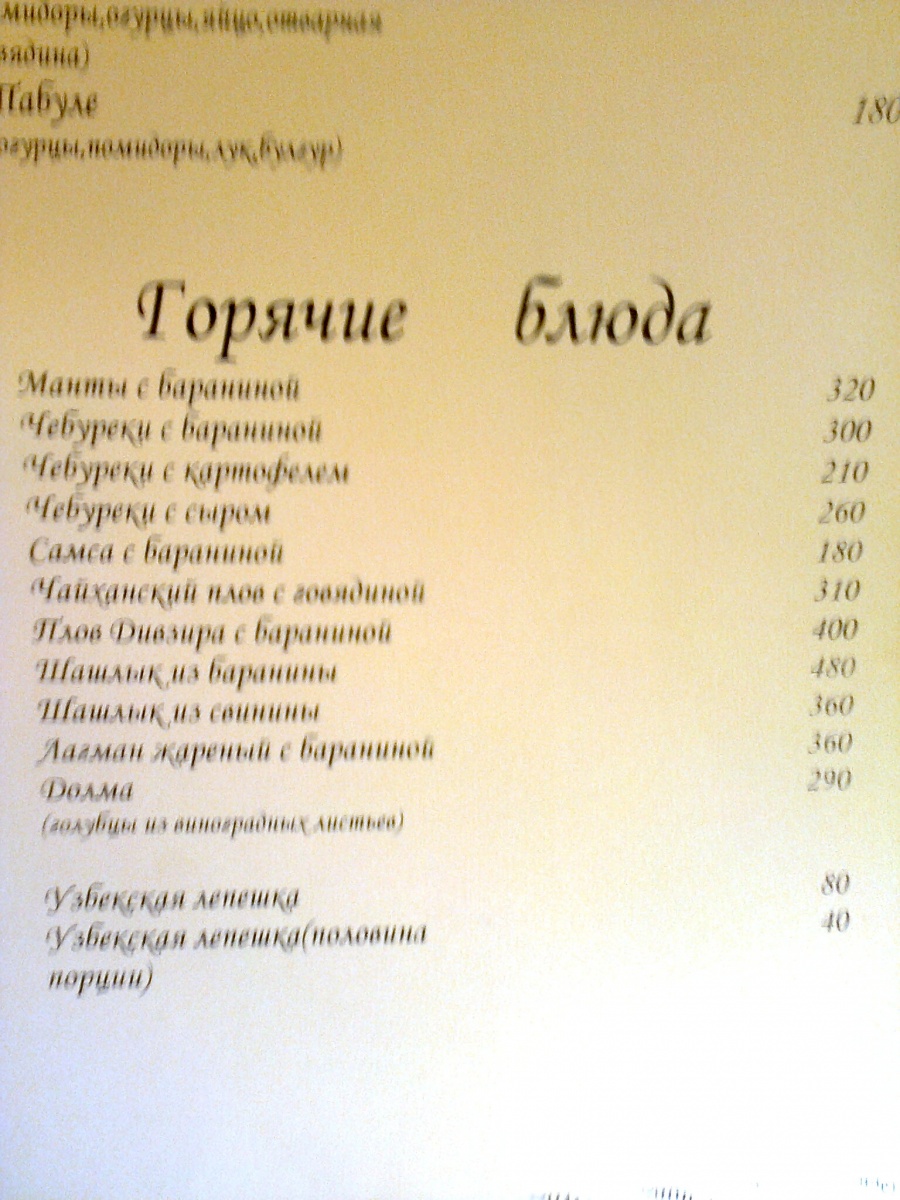 мидоры,огурцы,яйцо,отварная
вядина)
Табуле 180
огурцы,помидоры,лук,булгур)
Горячие блюда
Манты с бараниной 320
Чебуреки с бараниной 300
Чебуреки с картофелем 210
Чебуреки с сыром 260
Самса с бараниной 180
Чайханский плов с говядиной 310
Плов Дивзира с бараниной 400
Шашлык из баранины 480
Шашлык из свинины 360
Лагман жареный с бараниной 360
Долма 290
(голубцы из виноградных листьев)
Узбекская лепешка 80
Узбекская лепешка(половина 40
порции)